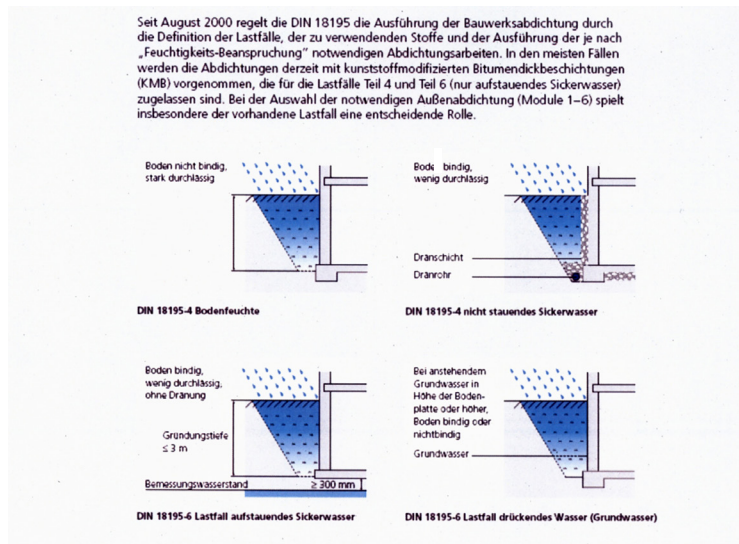 Seit August 2000 regelt die DIN 18195 die Ausführung der Bauwerksabdichtung durch
die Definition der Lastfälle, der zu verwendenden Stoffe und der Ausführung der je nach
„Feuchtigkeits-Beanspruchung" notwendigen Abdichtungsarbeiten. In den meisten Fällen
werden die Abdichtungen derzeit mit kunststoffmodifizierten Bitumendickbeschichtungen
(KMB) vorgenommen, die für die Lastfälle Teil 4 und Teil 6 (nur aufstauendes Sickerwasser)
zugelassen sind. Bei der Auswahl der notwendigen Außenabdichtung (Module 1–6) spielt
insbesondere der vorhandene Lastfall eine entscheidende Rolle.
Boden nicht bindig,
stark durchlässig
DIN 18195-4 Bodenfeuchte
Bode bindig,
wenig durchlässig
Dränschicht
Dränrohr
DIN 18195-4 nicht stauendes Sickerwasser
Boden bindig,
wenig durchlässig,
ohne Dränung
Gründungstiefe
≤ 3 m
Bemessungswasserstand
≥ 300 mm
DIN 18195-6 Lastfall aufstauendes Sickerwasser
Bei anstehendem
Grundwasser in
Höhe der Boden-
platte oder höher,
Boden bindig oder
nichtbindig
Grundwasser
DIN 18195-6 Lastfall drückendes Wasser (Grundwasser)